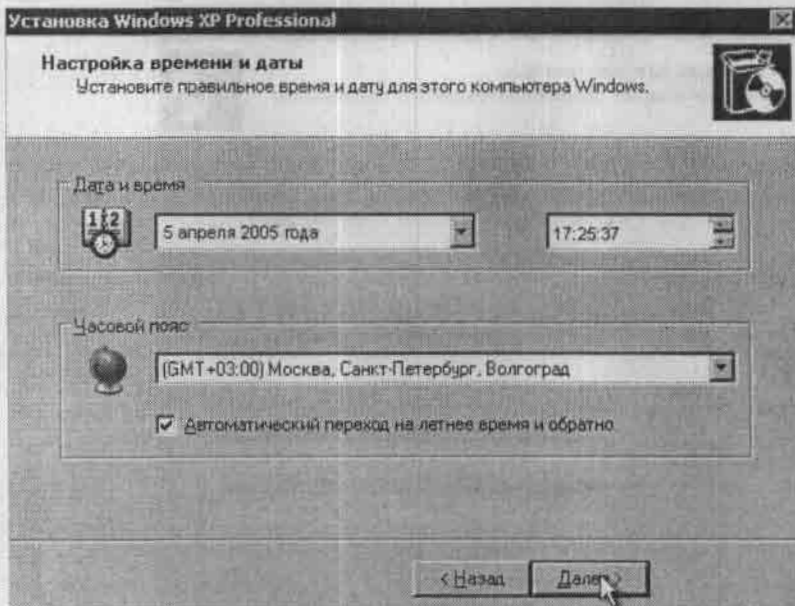 Установка Windows XP Professional
Настройка времени и даты
Установите правильное время и дату для этого компьютера Windows.
Дата и время
1 2
5 апреля 2005 года
17:25:37
Часовой пояс
(GMT+03:00) Москва, Санкт-Петербург, Волгоград
Автоматический переход на летнее время и обратно
< Назад
Далее >